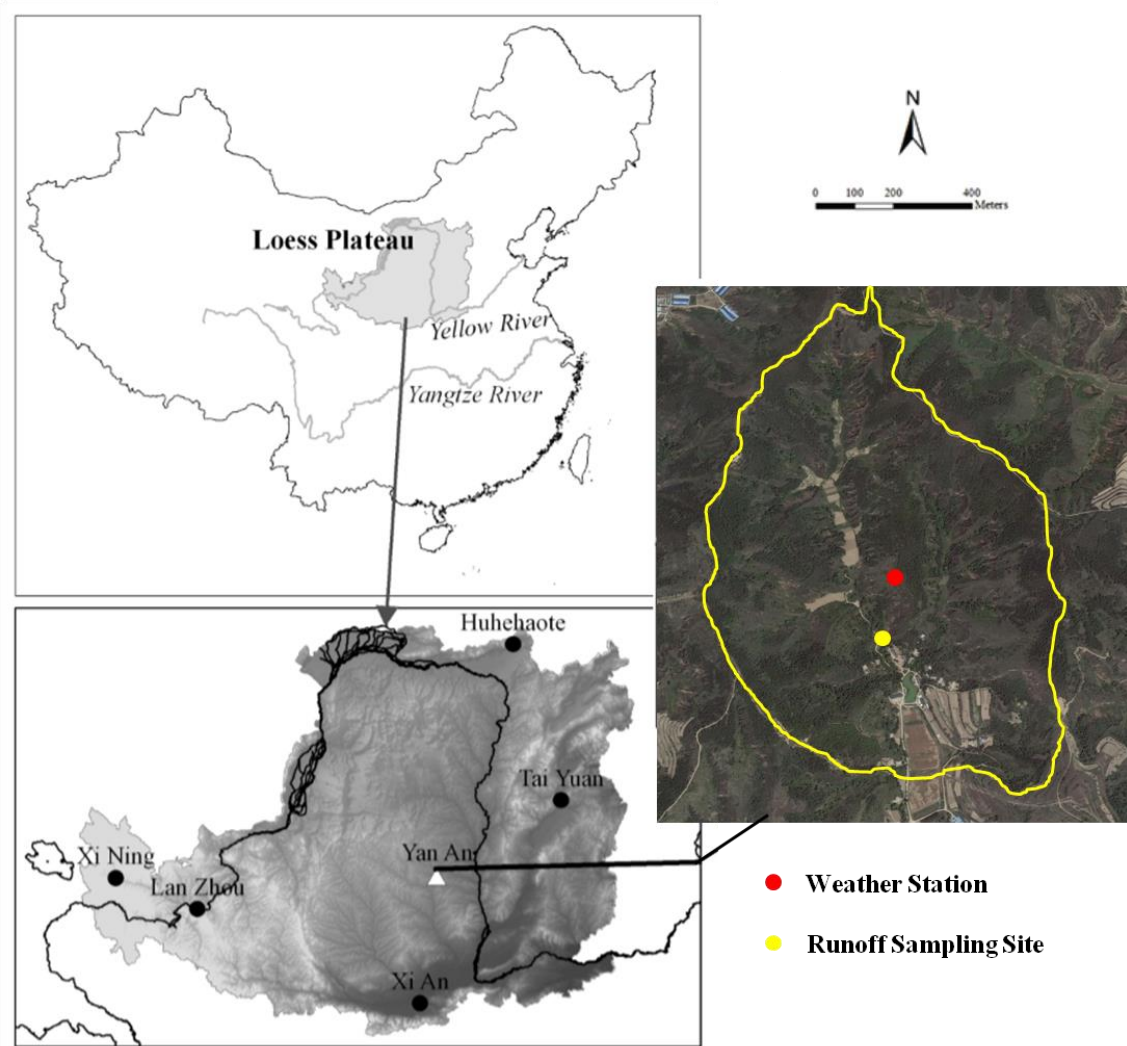 Loess Plateau
Yellow River
Yangtze River
N
0 100 200 400
Meters
Huhehaote
Tai Yuan
Yan An
Xi Ning
Lan Zhou
Xi An
Weather Station
Runoff Sampling Site